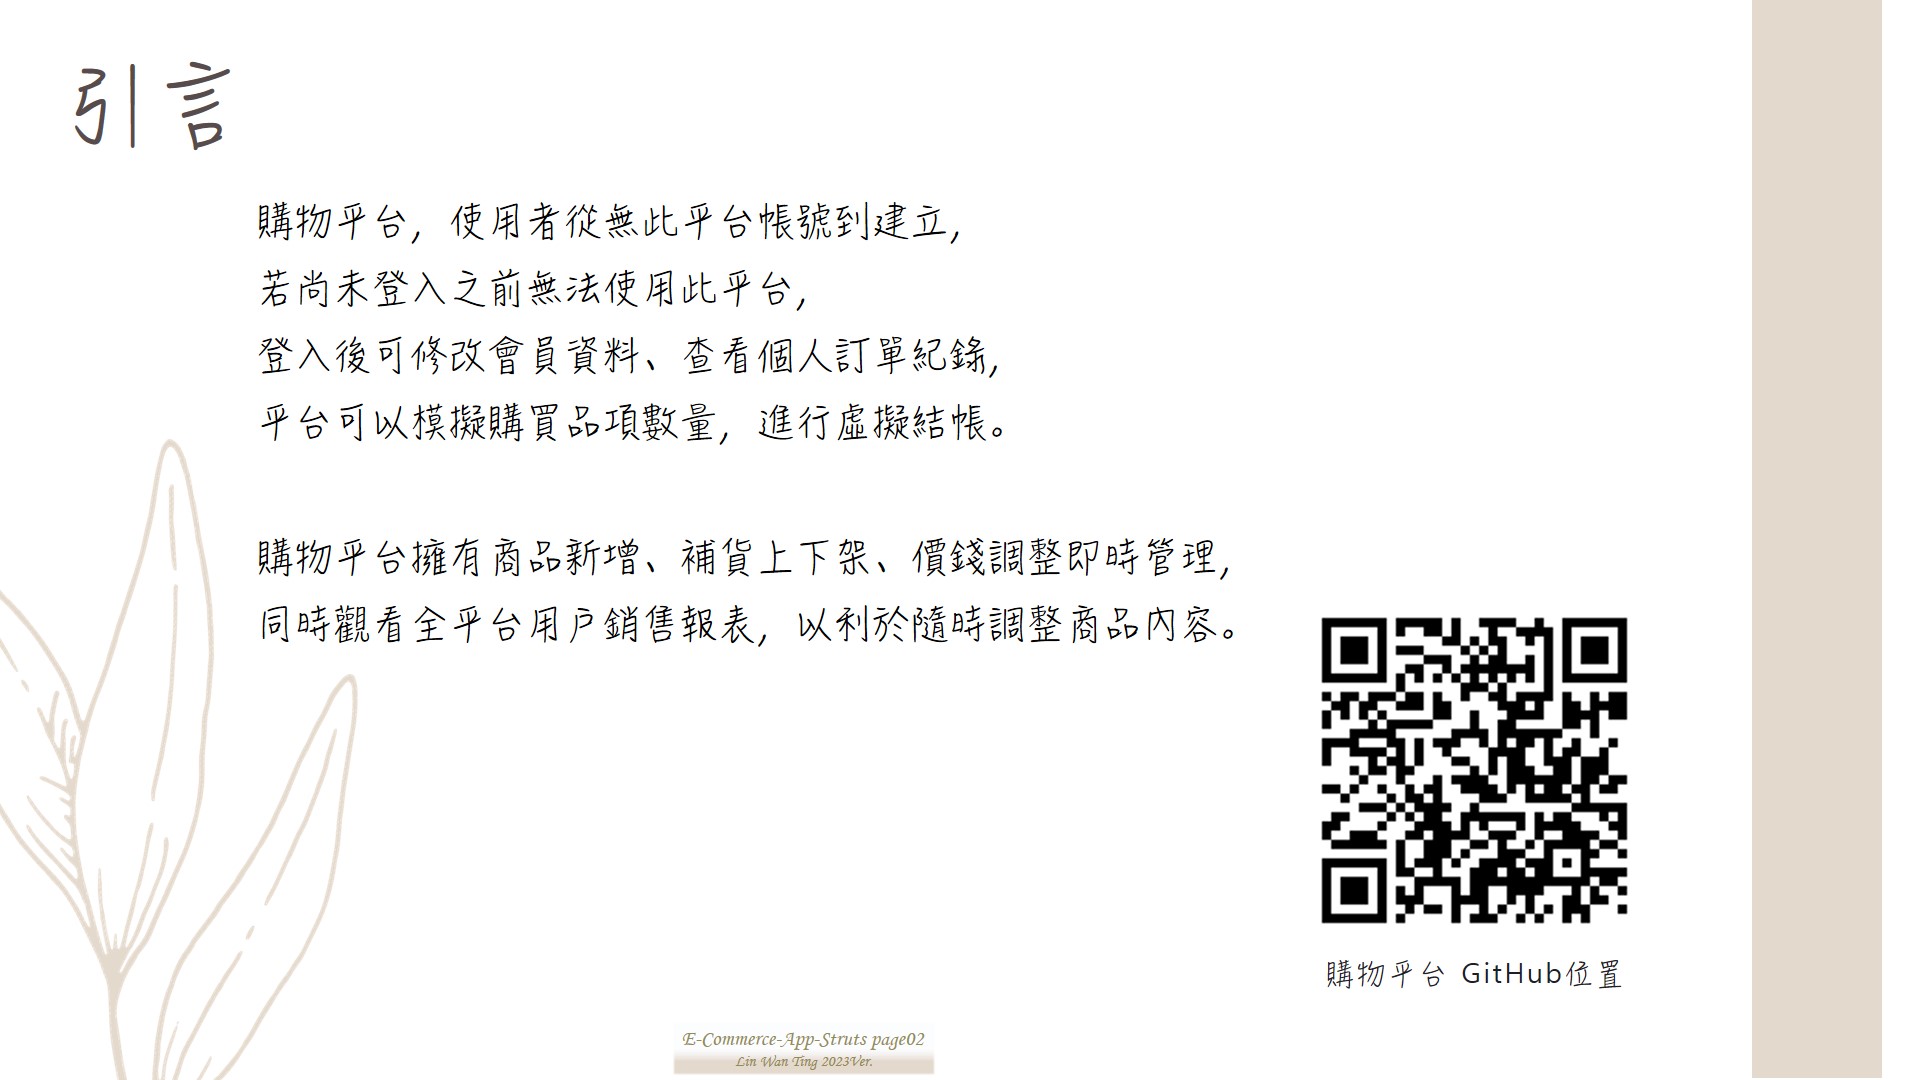 引言
購物平台，使用者從無此平台帳號到建立，
若尚未登入之前無法使用此平台，
登入後可修改會員資料、查看個人訂單紀錄，
平台可以模擬購買品項數量，進行虛擬結帳。
購物平台擁有商品新增、補貨上下架、價錢調整即時管理，
同時觀看全平台用戶銷售報表，以利於隨時調整商品內容。
購物平台 GitHub位置
E-Commerce-App-Struts page02
Lin Wan Ting 2023Ver.